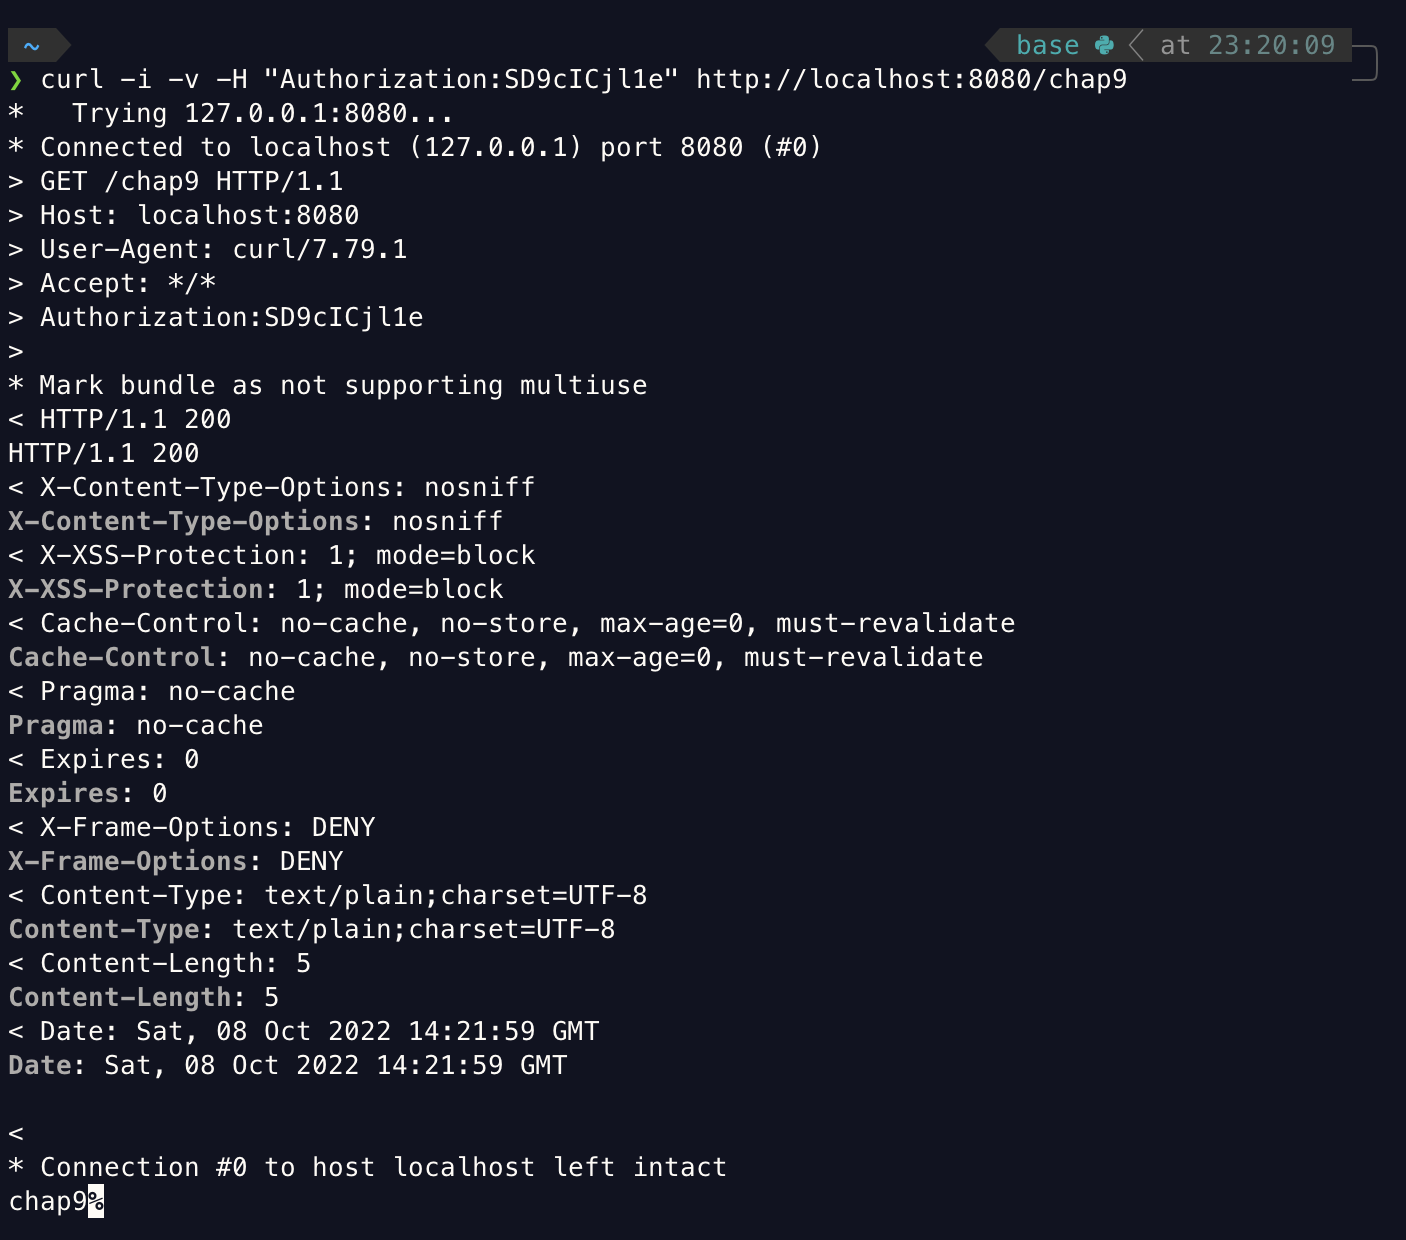 ~ base at 23:20:09
❯ curl -i -v -H "Authorization:SD9cICjl1e" http://localhost:8080/chap9
*   Trying 127.0.0.1:8080...
* Connected to localhost (127.0.0.1) port 8080 (#0)
> GET /chap9 HTTP/1.1
> Host: localhost:8080
> User-Agent: curl/7.79.1
> Accept: */*
> Authorization:SD9cICjl1e
>
* Mark bundle as not supporting multiuse
< HTTP/1.1 200
HTTP/1.1 200
< X-Content-Type-Options: nosniff
X-Content-Type-Options: nosniff
< X-XSS-Protection: 1; mode=block
X-XSS-Protection: 1; mode=block
< Cache-Control: no-cache, no-store, max-age=0, must-revalidate
Cache-Control: no-cache, no-store, max-age=0, must-revalidate
< Pragma: no-cache
Pragma: no-cache
< Expires: 0
Expires: 0
< X-Frame-Options: DENY
X-Frame-Options: DENY
< Content-Type: text/plain;charset=UTF-8
Content-Type: text/plain;charset=UTF-8
< Content-Length: 5
Content-Length: 5
< Date: Sat, 08 Oct 2022 14:21:59 GMT
Date: Sat, 08 Oct 2022 14:21:59 GMT

<
* Connection #0 to host localhost left intact
chap9%